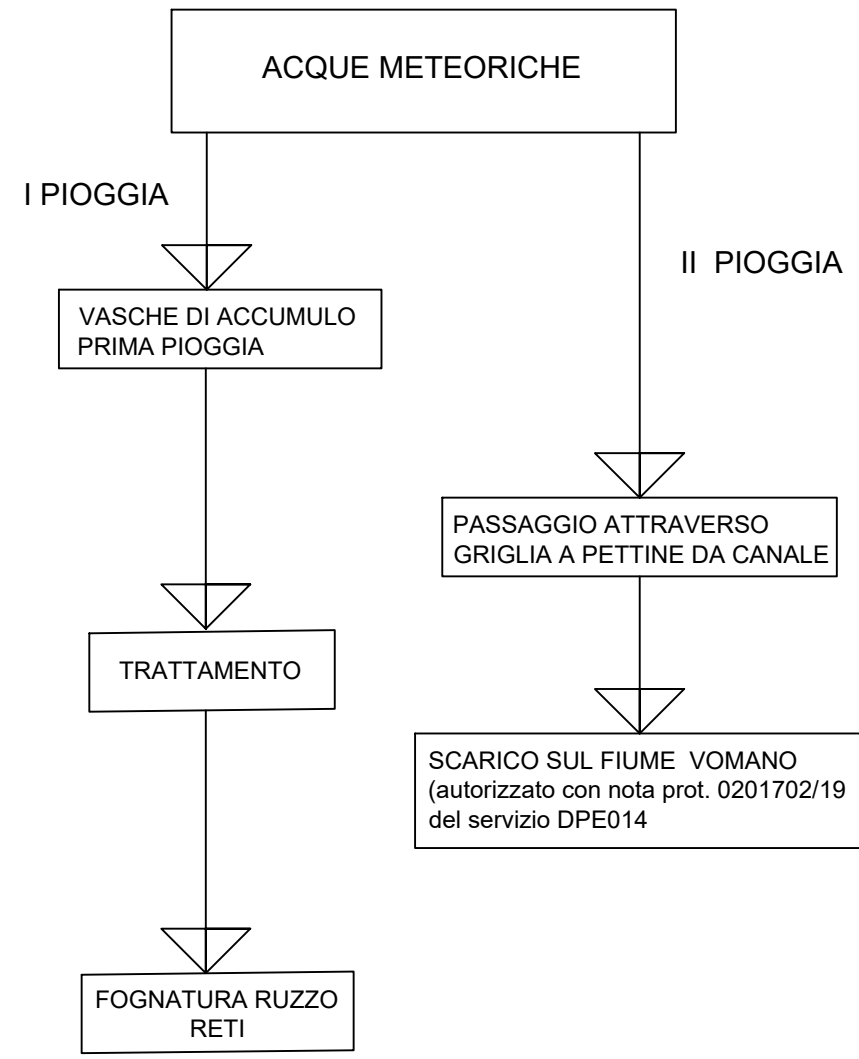 ACQUE METEORICHE
I PIOGGIA
II PIOGGIA
VASCHE DI ACCUMULO
PRIMA PIOGGIA
PASSAGGIO ATTRAVERSO
GRIGLIA A PETTINE DA CANALE
TRATTAMENTO
SCARICO SUL FIUME VOMANO
(autorizzato con nota prot. 0201702/19
del servizio DPE014
FOGNATURA RUZZO
RETI